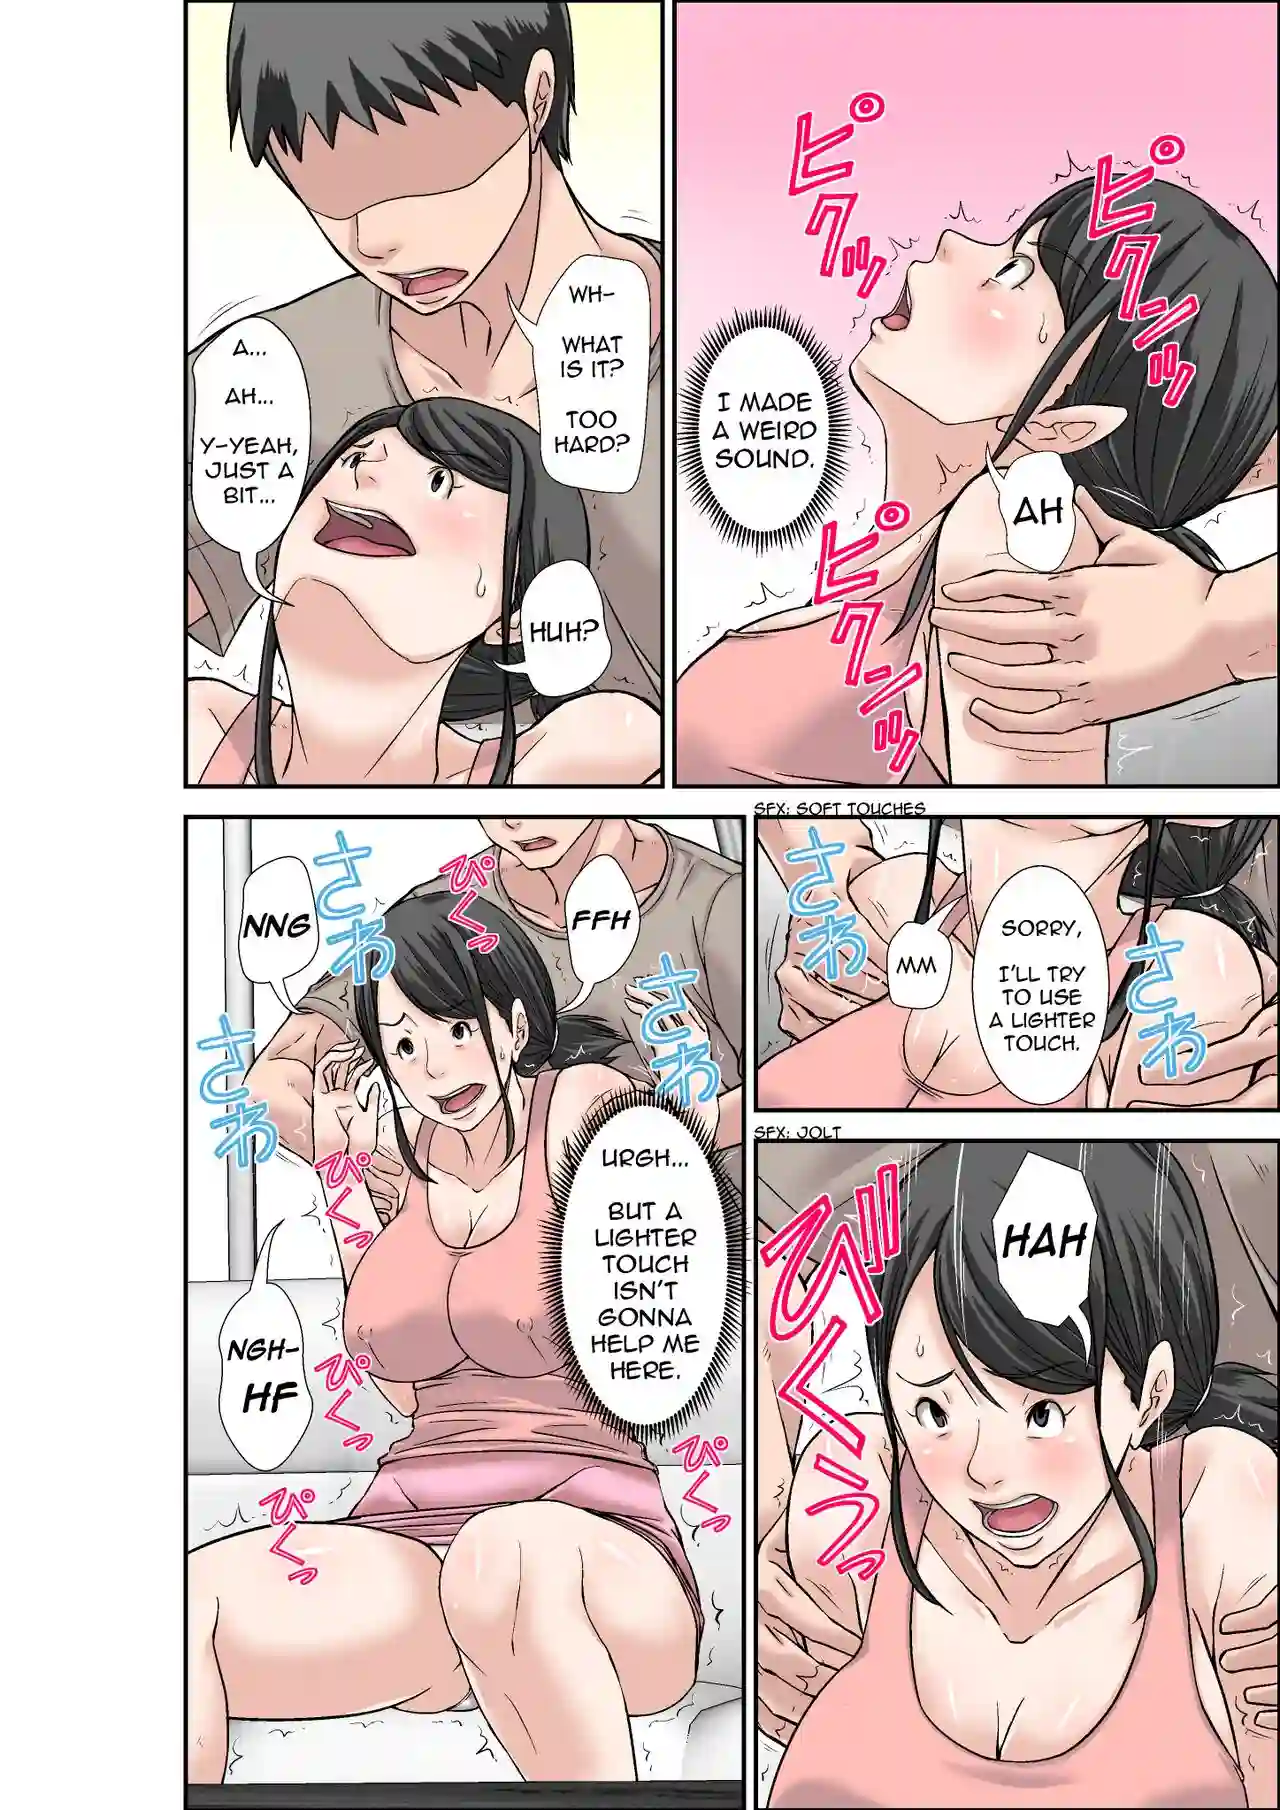 ピクッ
ピクンッ
I MADE
A WEIRD
SOUND.
AH
ピクンッ
WH-
WHAT
IS IT?
TOO
HARD?
HUH?
A...
AH...
Y-YEAH,
JUST A
BIT...
SFX: SOFT TOUCHES
さわ
さわ
SORRY,
I'LL TRY
TO USE
A LIGHTER
TOUCH.
MM
SFX: JOLT
びくぅっ
HAH
さわ
ぴくっ
FFH
NNG
さわ
さわ
URGH...
BUT A
LIGHTER
TOUCH
ISN'T
GONNA
HELP ME
HERE.
ぴくっ
NGH-
HF
ぴくっ
ぴくっ
ぴくっ